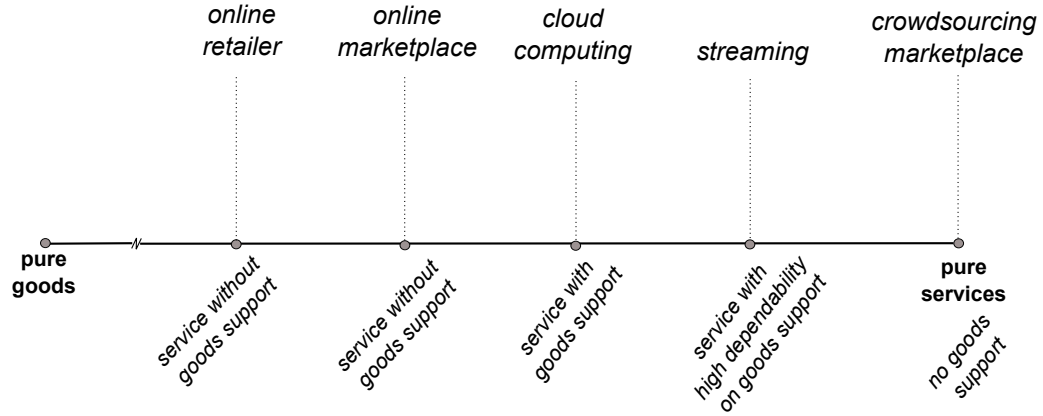 online
retailer
online
marketplace
cloud
computing
streaming
crowdsourcing
marketplace
pure
goods
service without
goods support
service without
goods support
service with
goods support
service with
high dependability
on goods support
pure
services
no goods
support